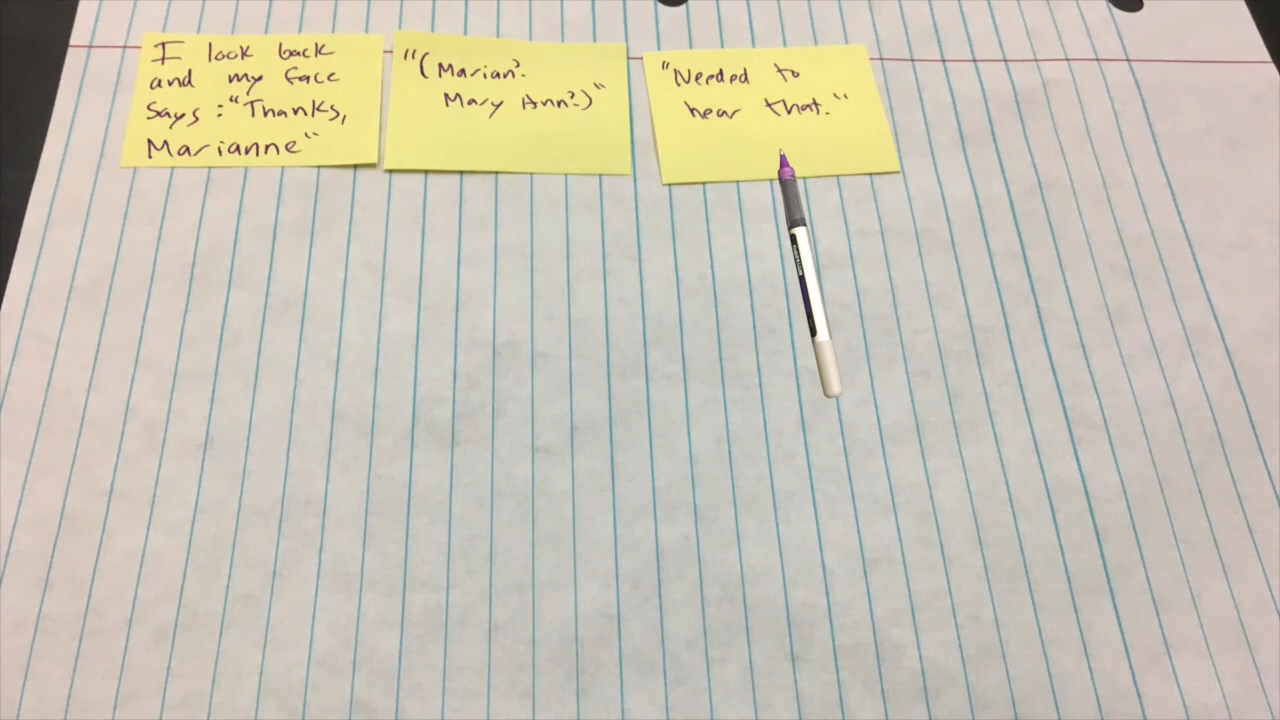 I look back
and my face
says: "Thanks,
Marianne"
"(Marian?
Mary Ann?)"
"Needed to
hear that."